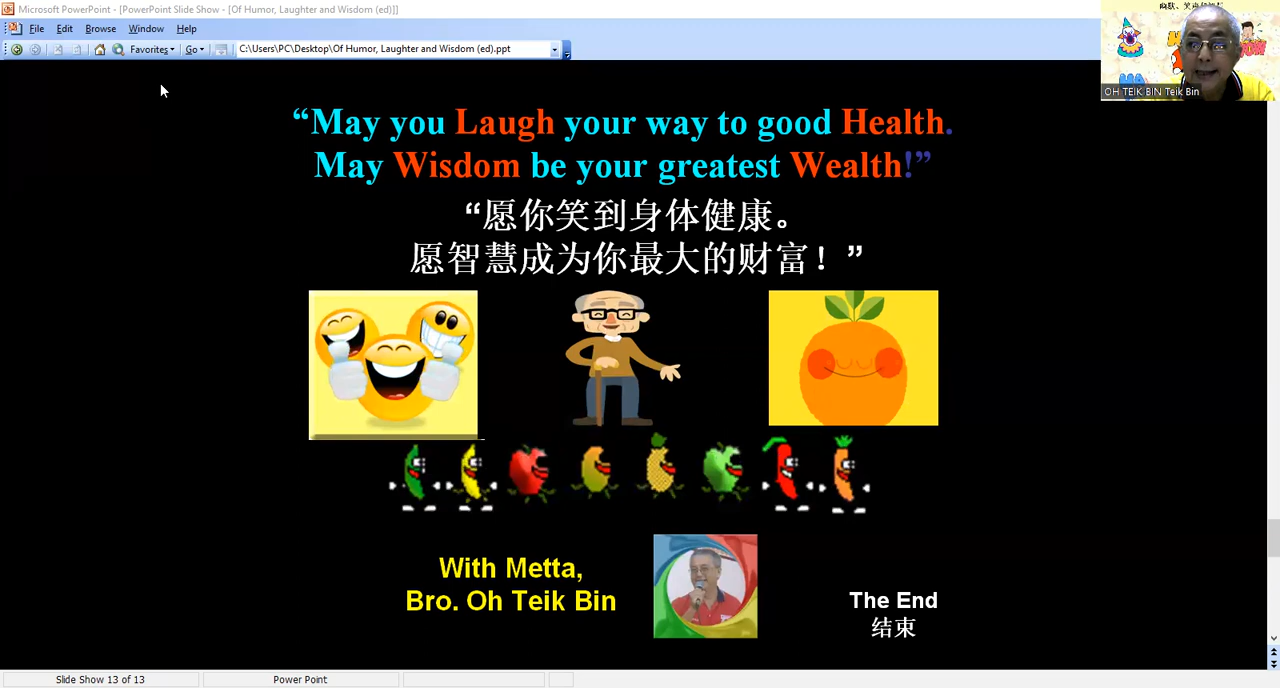 Microsoft PowerPoint - [PowerPoint Slide Show - [Of Humor, Laughter and Wisdom (ed)]]
File Edit Browse Window Help
Favorites Go C:\Users\PC\Desktop\Of Humor, Laughter and Wisdom (ed).ppt
OH TEIK BIN Teik Bin
“May you Laugh your way to good Health.
May Wisdom be your greatest Wealth!”
“愿你笑到身体健康。
愿智慧成为你最大的财富！”
With Metta,
Bro. Oh Teik Bin
The End
结束
Slide Show 13 of 13 Power Point